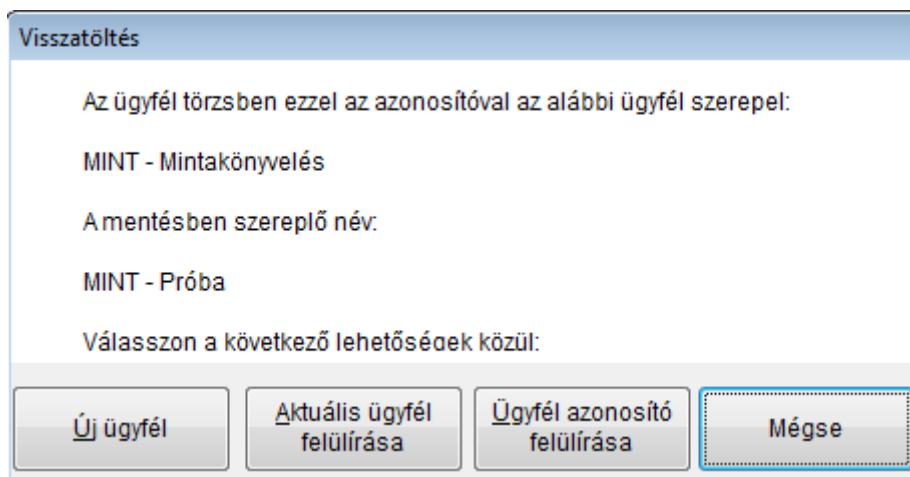 Visszatöltés
Az ügyfél törzsben ezzel az azonosítóval az alábbi ügyfél szerepel:
MINT - Mintakönyvelés
A mentésben szereplő név:
MINT - Próba
Válasszon a következő lehetőségek közül:
Új ügyfél
Aktuális ügyfél
felülírása
Ügyfél azonosító
felülírása
Mégse